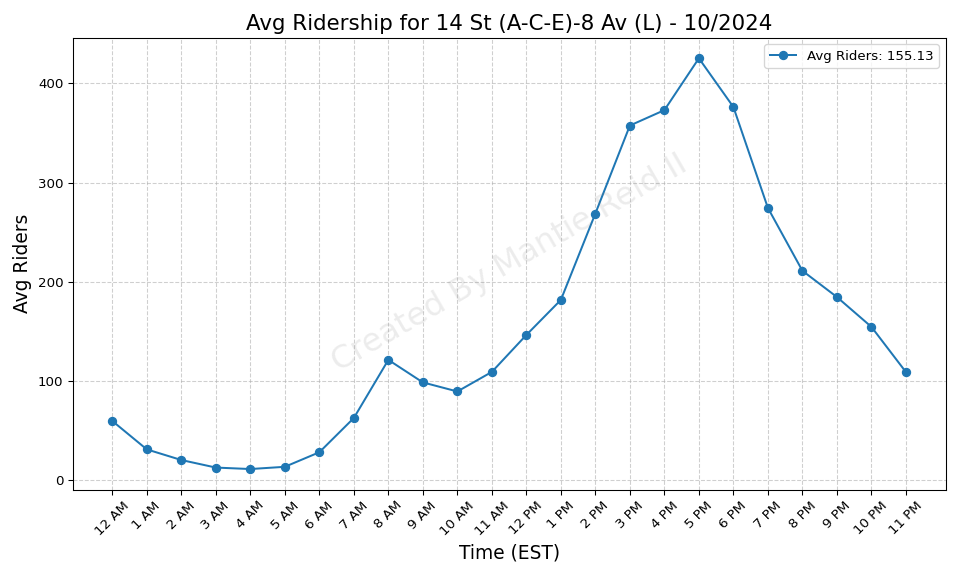 Avg Ridership for 14 St (A-C-E)-8 Av (L) - 10/2024
Avg Riders: 155.13
Avg Riders
400
300
200
100
0
Created By Mantie Reid II
12 AM
1 AM
2 AM
3 AM
4 AM
5 AM
6 AM
7 AM
8 AM
9 AM
10 AM
11 AM
12 PM
1 PM
2 PM
3 PM
4 PM
5 PM
6 PM
7 PM
8 PM
9 PM
10 PM
11 PM
Time (EST)